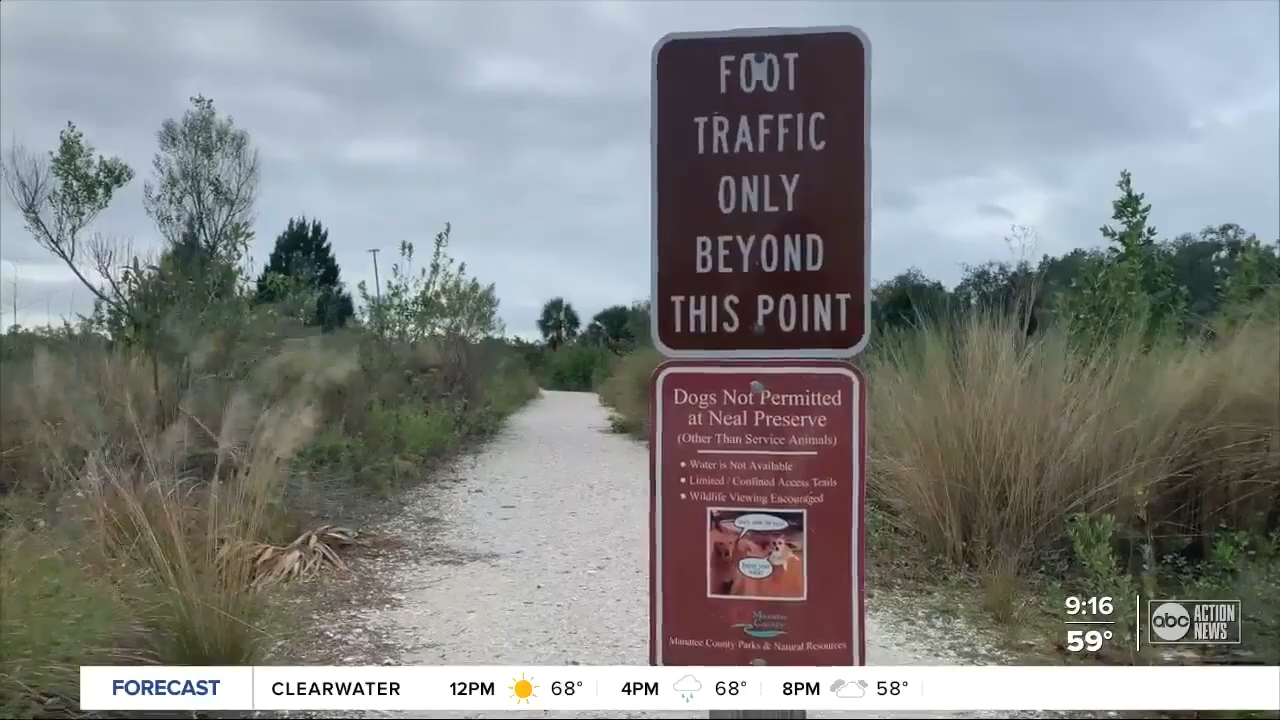 FOOT
TRAFFIC
ONLY
BEYOND
THIS POINT
Dogs Not Permitted
at Neal Preserve
(Other Than Service Animals)
• Water is Not Available
• Limited / Confined Access Trails
• Wildlife Viewing Encouraged
Manatee
County
Manatee County Parks & Natural Resources
9:16
59°
abc ACTION NEWS
FORECAST CLEARWATER 12PM 68° 4PM 68° 8PM 58°